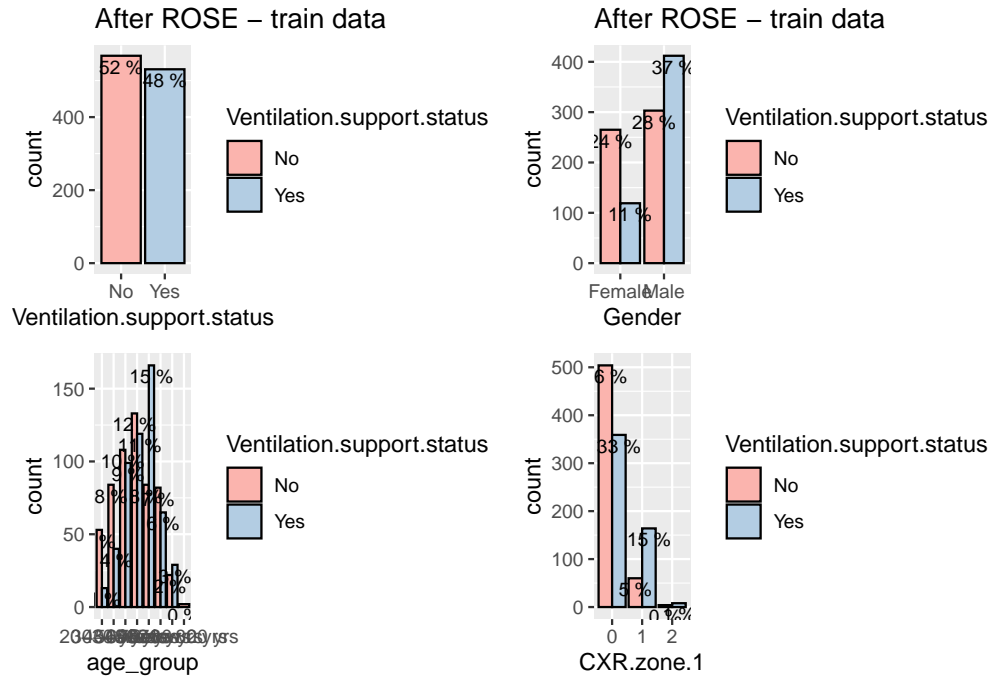 After ROSE – train data
52 %
48 %
400
200
0
count
No Yes
Ventilation.support.status
Ventilation.support.status
No
Yes
After ROSE – train data
37 %
28 %
24 %
11 %
400
300
200
100
0
count
Female Male
Gender
Ventilation.support.status
No
Yes
15 %
12 %
11 %
10 %
9 %
8 %
4 %
150
100
50
0
count
0 %
age_group
Ventilation.support.status
No
Yes
6 %
33 %
15 %
5 %
500
400
300
200
100
0
count
0 1 2
CXR.zone.1
Ventilation.support.status
No
Yes